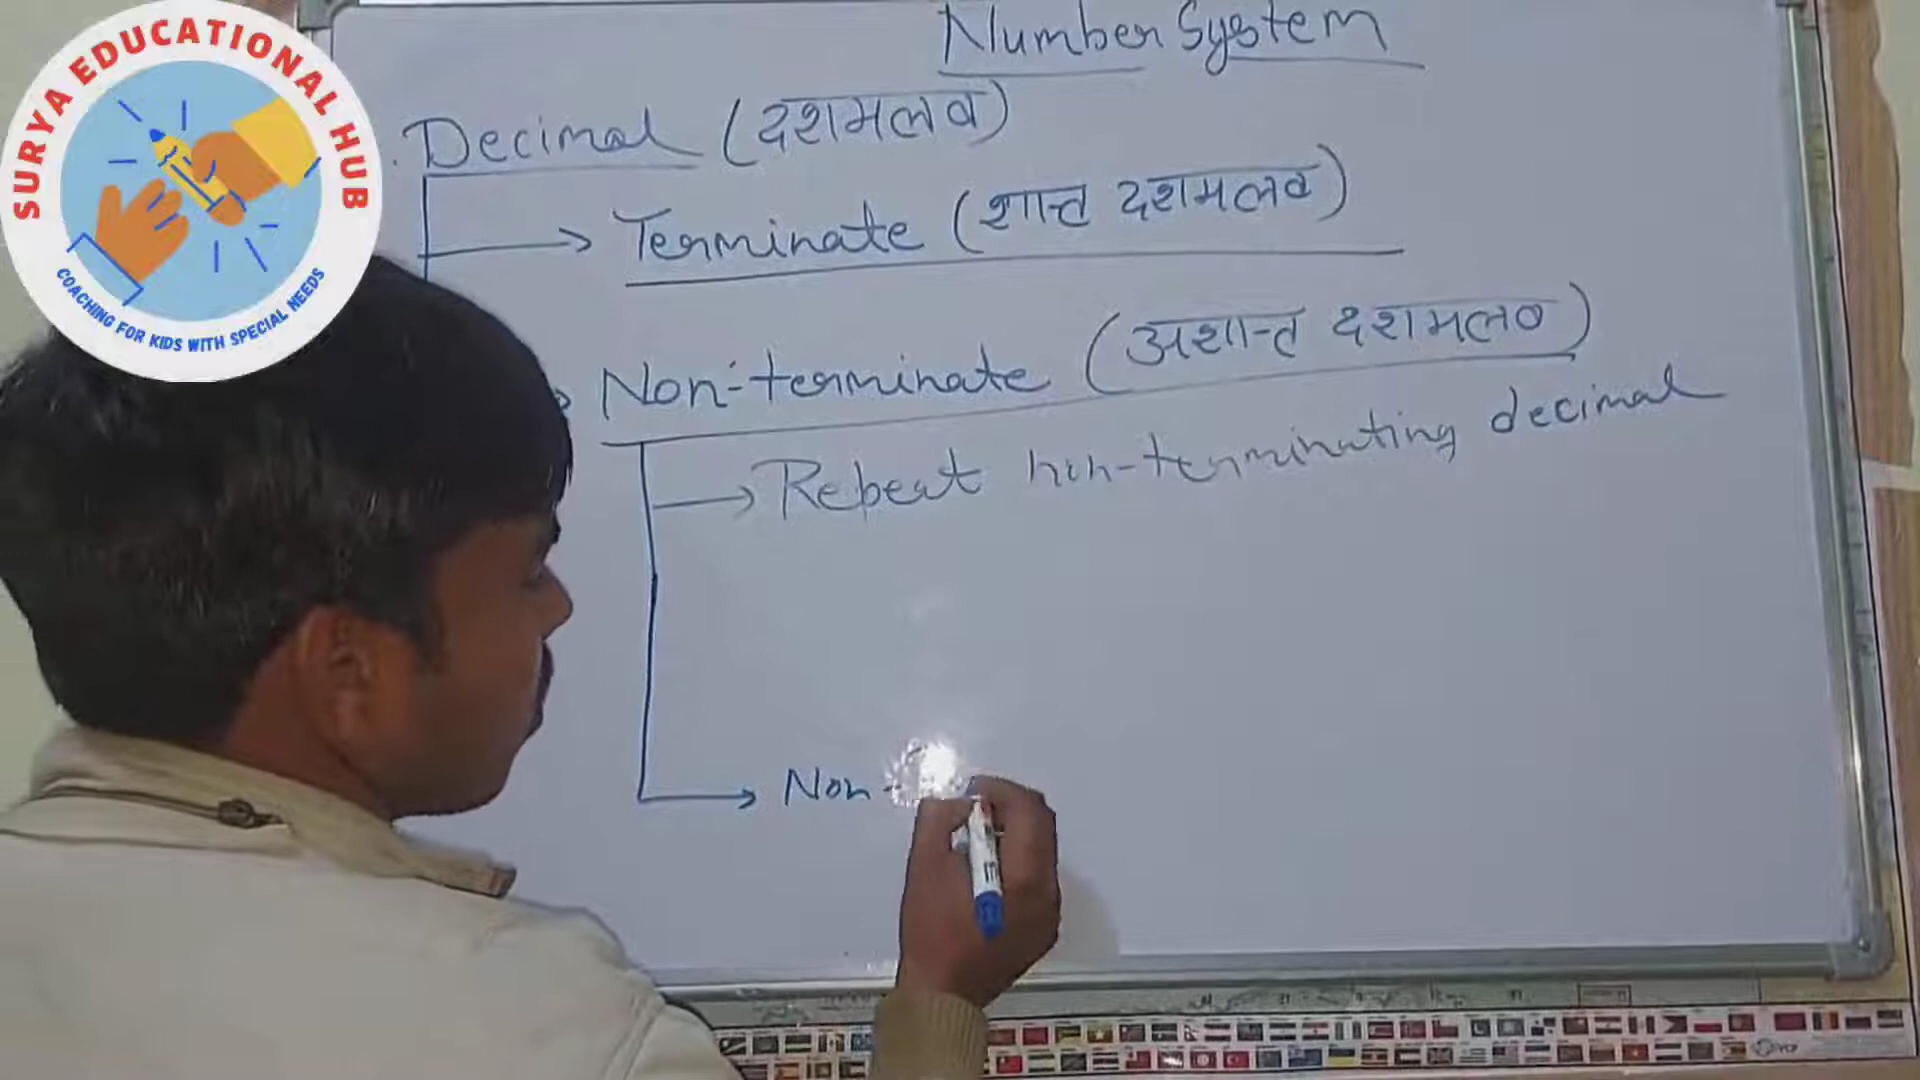 SURYA EDUCATIONAL HUB
COACHING FOR KIDS WITH SPECIAL NEEDS
Number System
Decimal (दशमलव)
Terminate (शान्त दशमलव)
Non-terminate (अशान्त दशमलव)
Repeat non-terminating decimal
Non-